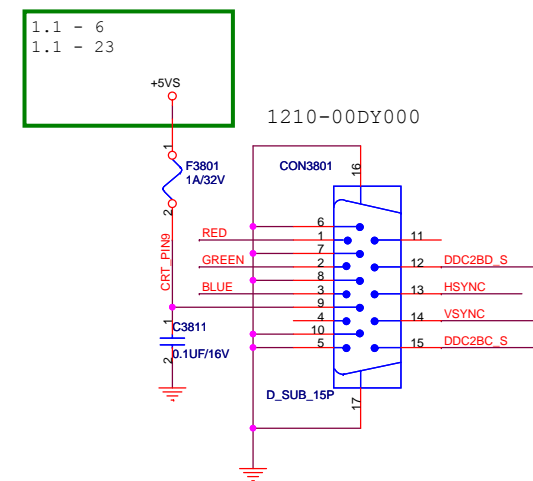 1.1 - 6
1.1 - 23
+5VS
1210-00DY000
1
F3801
1A/32V
2
CRT_PIN9
CON3801
16
6
RED
1
11
7
GREEN
2
12
DDC2BD_S
8
BLUE
3
13
HSYNC
9
4
14
VSYNC
10
5
15
DDC2BC_S
1
C3811
0.1UF/16V
2
D_SUB_15P
17